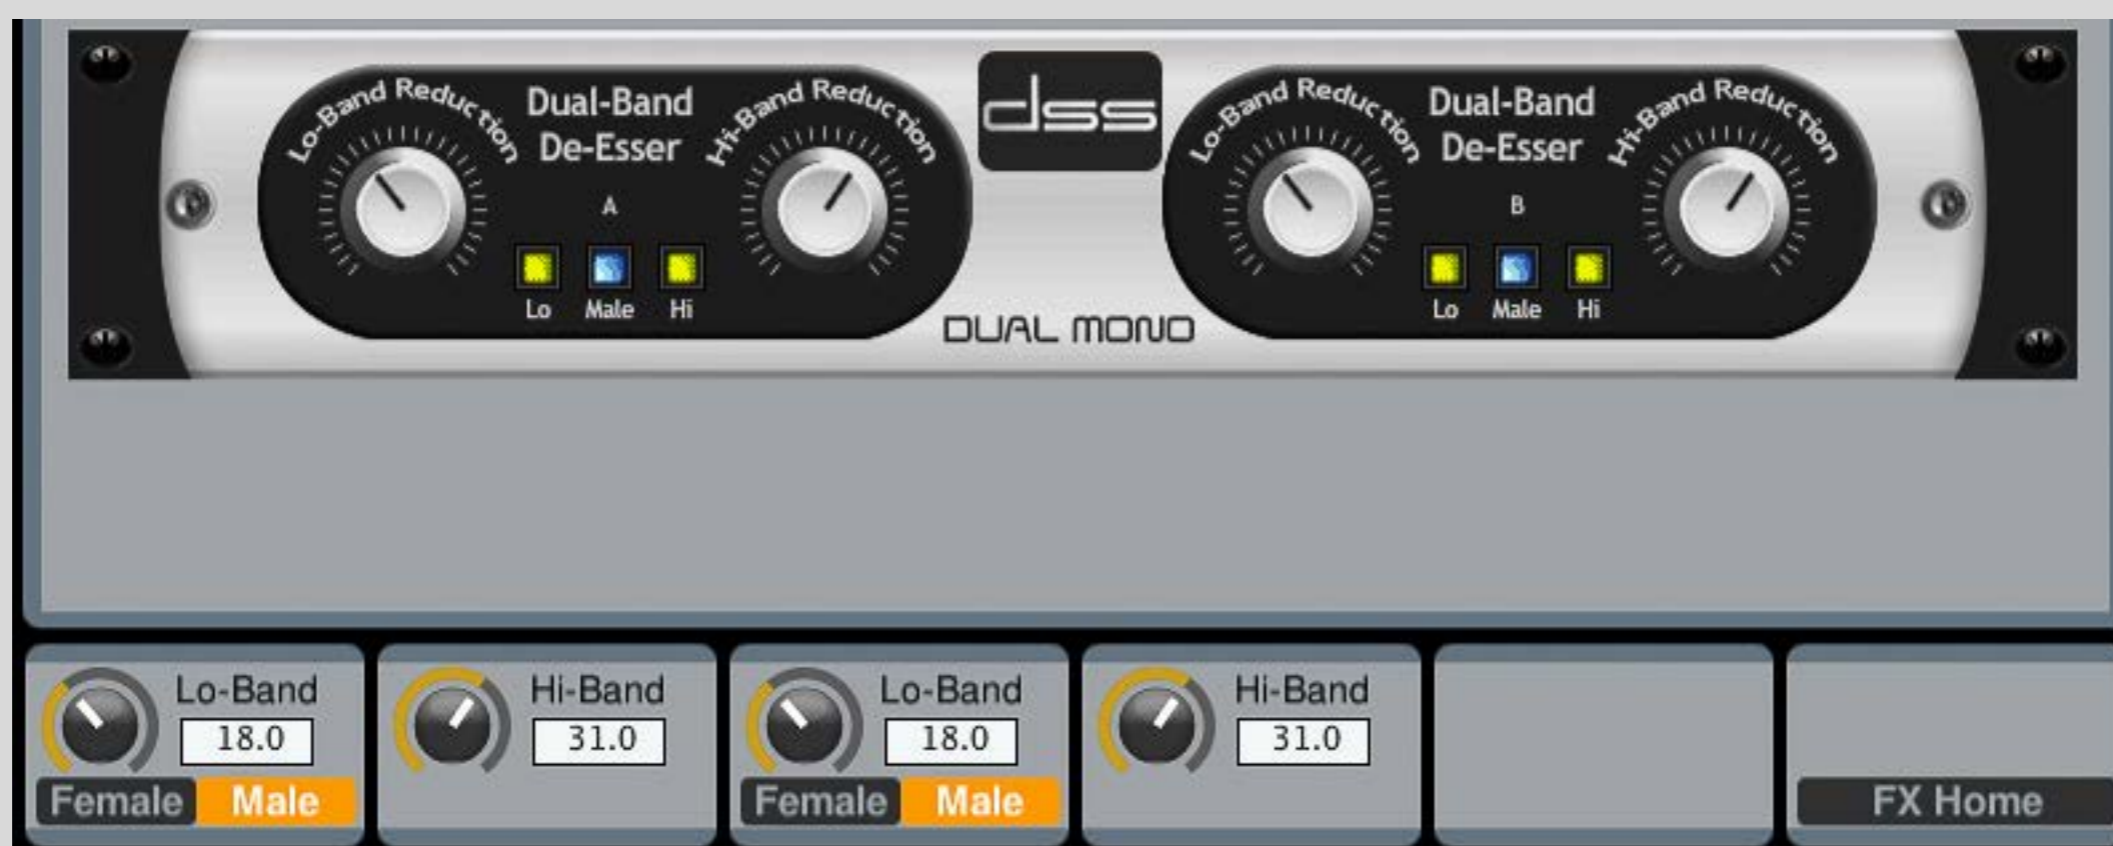 Lo-Band Reduction
Dual-Band
De-Esser
A
Lo Male Hi
Hi-Band Reduction
dss
DUAL MONO
Lo-Band Reduction
Dual-Band
De-Esser
B
Lo Male Hi
Hi-Band Reduction
Lo-Band
18.0
Female Male
Hi-Band
31.0
Lo-Band
18.0
Female Male
Hi-Band
31.0
FX Home